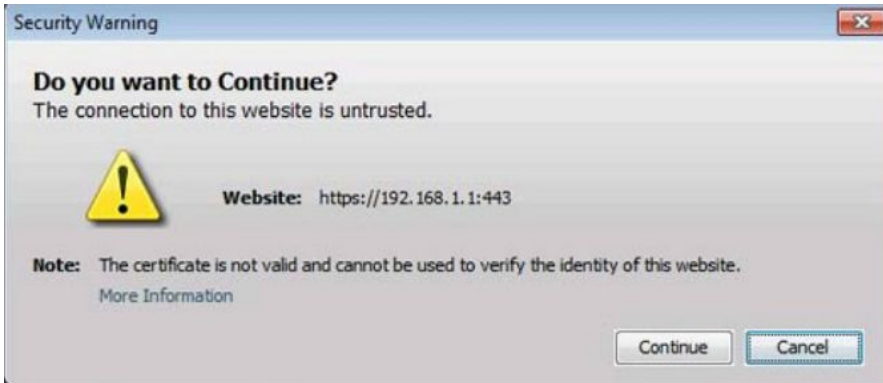 Security Warning
Do you want to Continue?
The connection to this website is untrusted.
Website: https://192.168.1.1:443
Note: The certificate is not valid and cannot be used to verify the identity of this website.
More Information
Continue Cancel